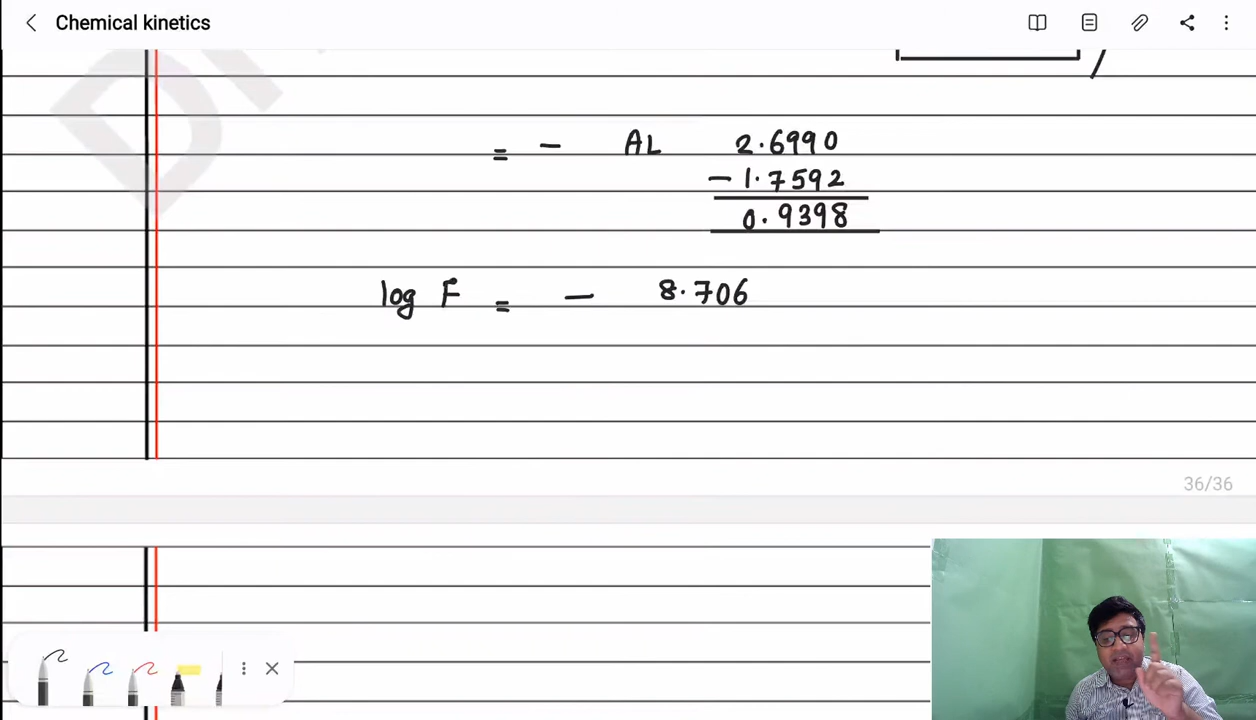 Chemical kinetics
= - AL 2.6990
- 1.7592
0.9398
log F = - 8.706
36/36